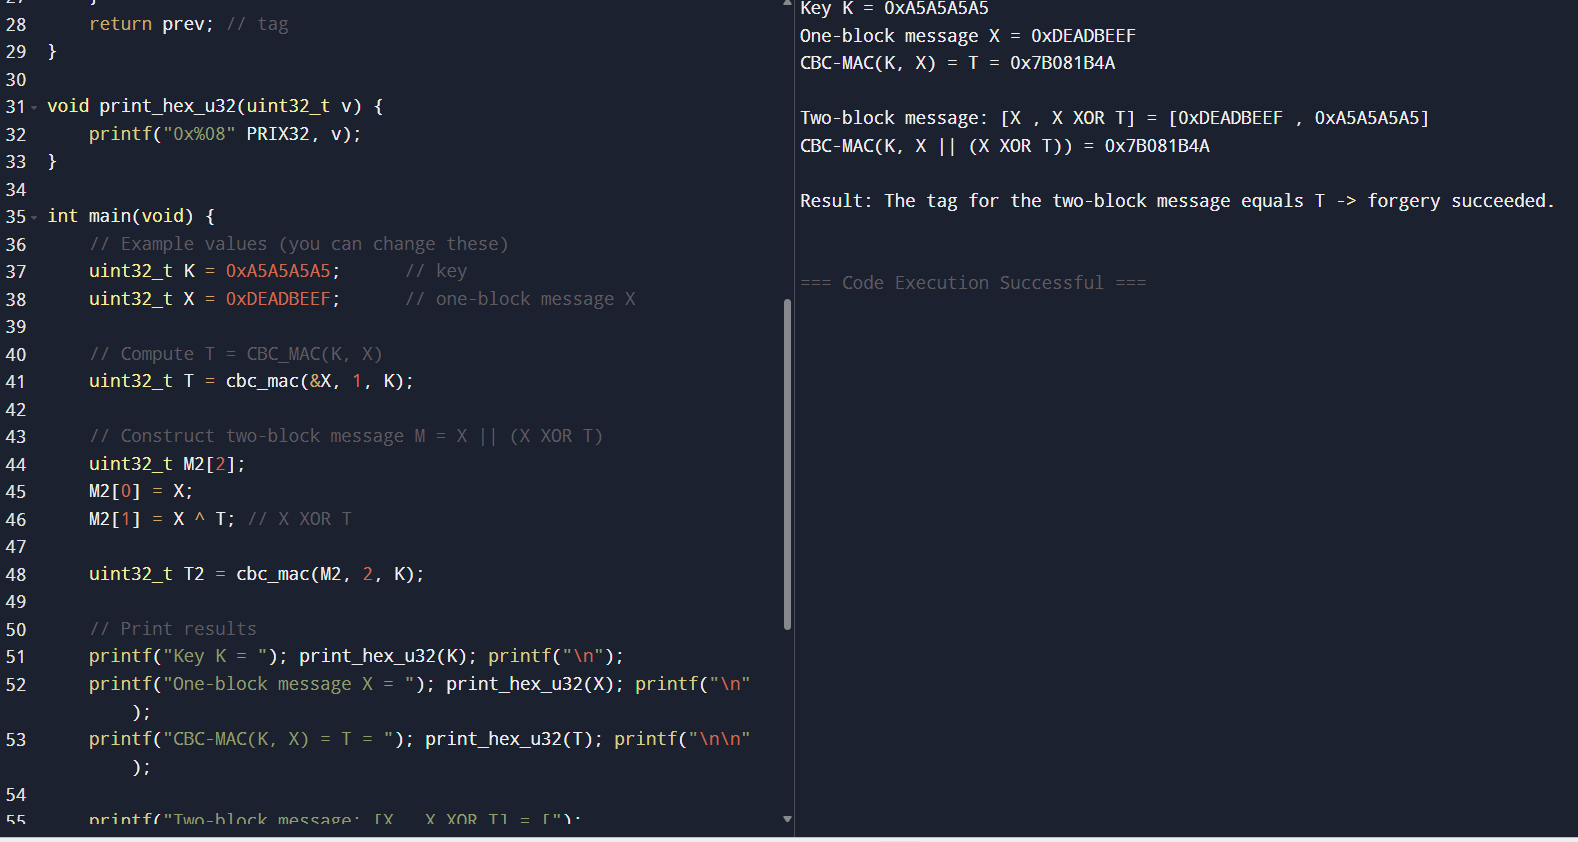 28 return prev; // tag
29 }
30
31 void print_hex_u32(uint32_t v) {
32 printf("0x%08" PRIX32, v);
33 }
34
35 int main(void) {
36 // Example values (you can change these)
37 uint32_t K = 0xA5A5A5A5; // key
38 uint32_t X = 0xDEADBEEF; // one-block message X
39
40 // Compute T = CBC_MAC(K, X)
41 uint32_t T = cbc_mac(&X, 1, K);
42
43 // Construct two-block message M = X || (X XOR T)
44 uint32_t M2[2];
45 M2[0] = X;
46 M2[1] = X ^ T; // X XOR T
47
48 uint32_t T2 = cbc_mac(M2, 2, K);
49
50 // Print results
51 printf("Key K = "); print_hex_u32(K); printf("\n");
52 printf("One-block message X = "); print_hex_u32(X); printf("\n"
);
53 printf("CBC-MAC(K, X) = T = "); print_hex_u32(T); printf("\n\n"
);
54
55 printf("Two-block message: [X , X XOR T] = [");
Key K = 0xA5A5A5A5
One-block message X = 0xDEADBEEF
CBC-MAC(K, X) = T = 0x7B081B4A
Two-block message: [X , X XOR T] = [0xDEADBEEF , 0xA5A5A5A5]
CBC-MAC(K, X || (X XOR T)) = 0x7B081B4A
Result: The tag for the two-block message equals T -> forgery succeeded.
=== Code Execution Successful ===